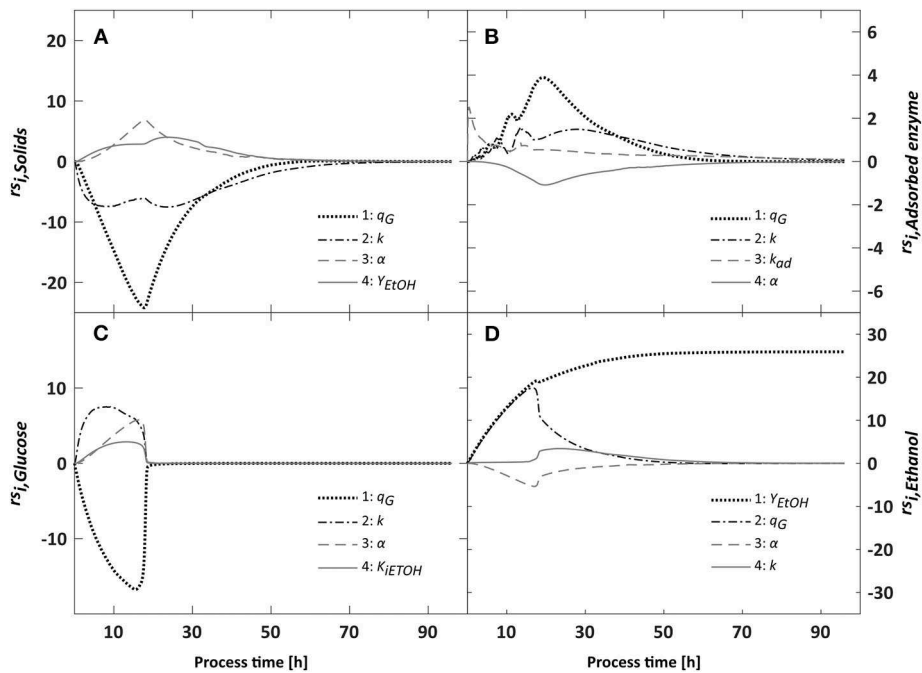 A
20
10
0
-10
-20
rs_i,Solids
1: q_G
2: k
3: α
4: Y_EtOH
B
6
4
2
0
-2
-4
-6
rs_i,Adsorbed enzyme
1: q_G
2: k
3: k_ad
4: α
C
10
0
-10
rs_i,Glucose
1: q_G
2: k
3: α
4: K_iETOH
10 30 50 70 90
Process time [h]
D
30
20
10
0
-10
-20
-30
rs_i,Ethanol
1: Y_EtOH
2: q_G
3: α
4: k
10 30 50 70 90
Process time [h]